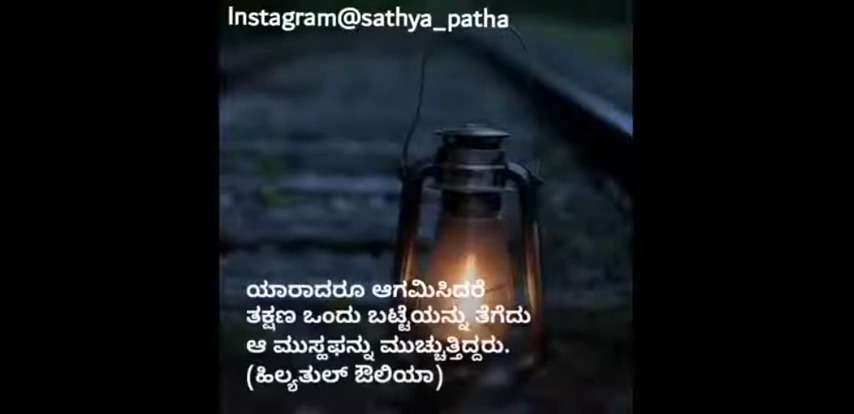 Instagram@sathya_patha
ಯಾರಾದರೂ ಆಗಮಿಸಿದರೆ
ತಕ್ಷಣ ಒಂದು ಬಟ್ಟೆಯನ್ನು ತೆಗೆದು
ಆ ಮುಸ್ಹಫನ್ನು ಮುಚ್ಚುತ್ತಿದ್ದರು.
(ಹಿಲ್ಯತುಲ್ ಔಲಿಯಾ)